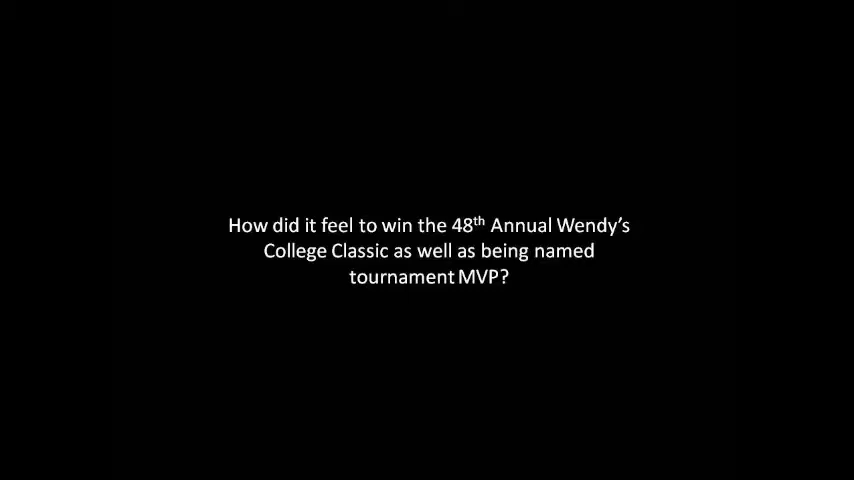 How did it feel to win the 48th Annual Wendy’s
College Classic as well as being named
tournament MVP?